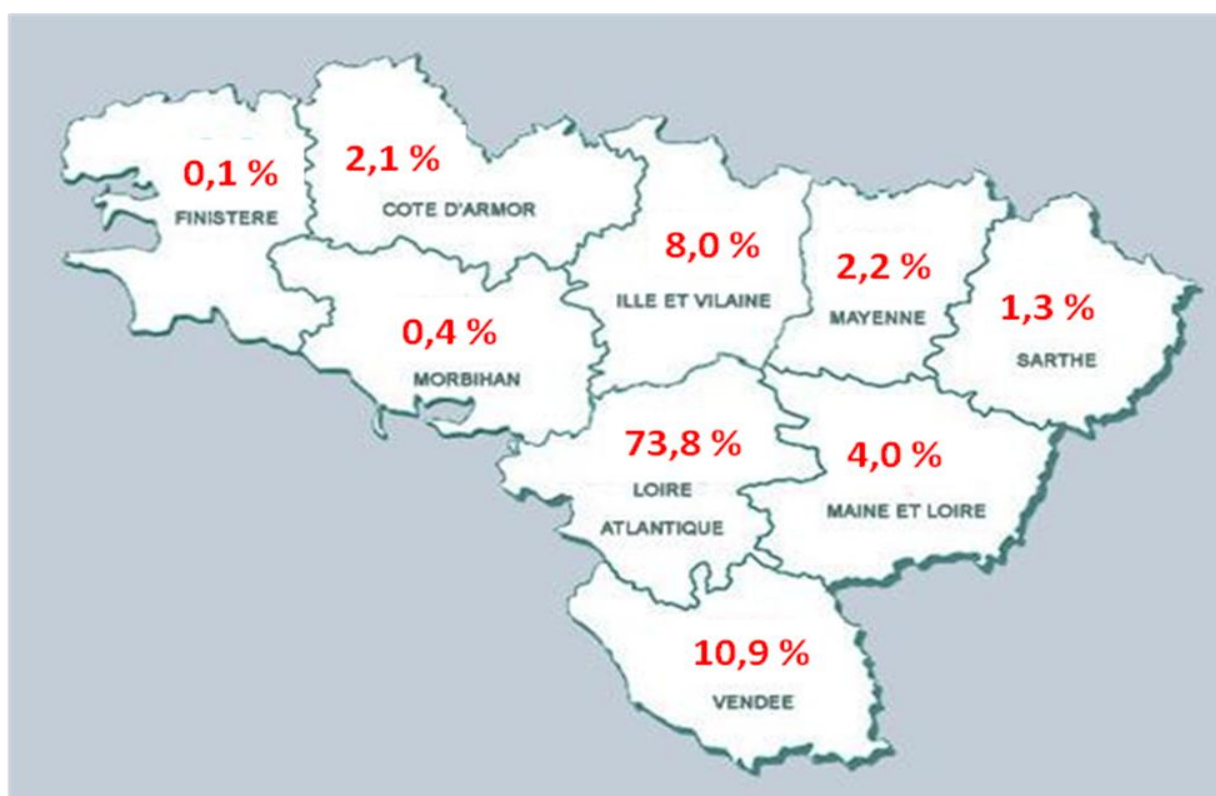 0,1 %
FINISTERE
2,1 %
COTE D'ARMOR
8,0 %
ILLE ET VILAINE
2,2 %
MAYENNE
1,3 %
SARTHE
0,4 %
MORBIHAN
73,8 %
LOIRE
ATLANTIQUE
4,0 %
MAINE ET LOIRE
10,9 %
VENDEE